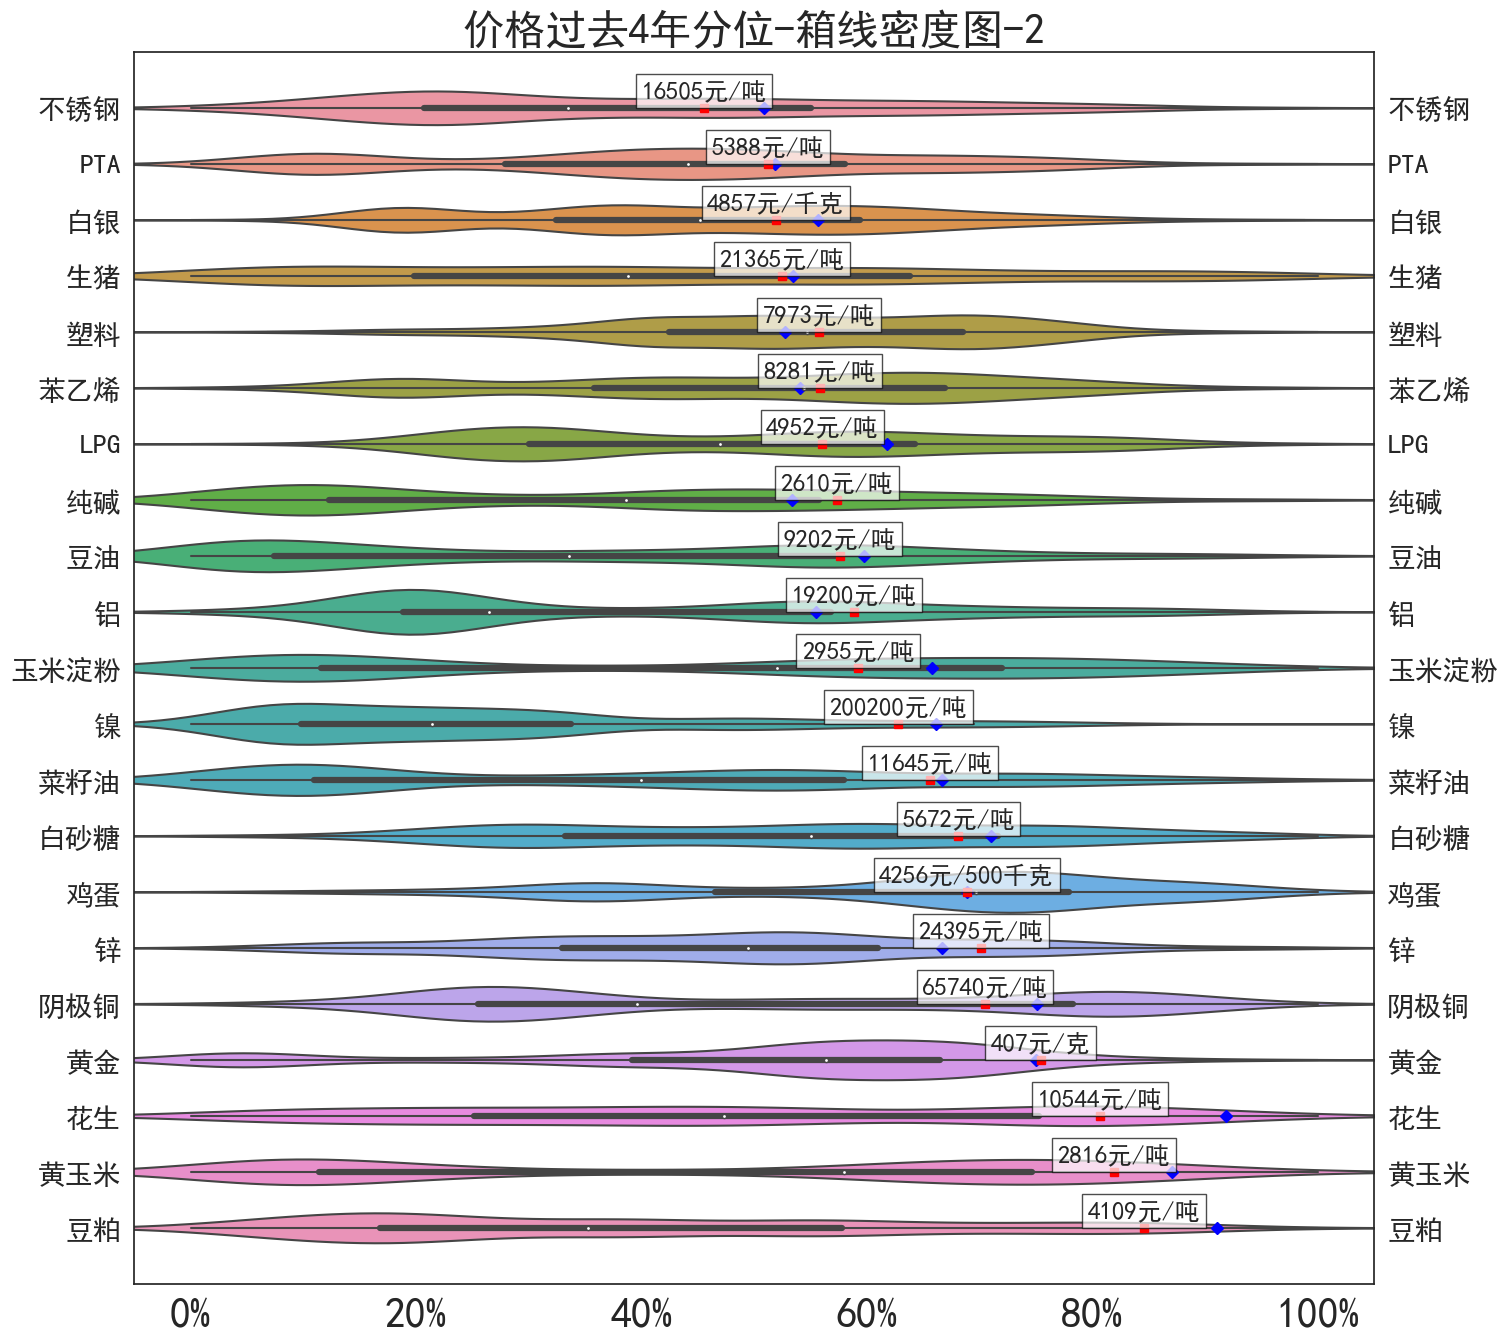 价格过去4年分位-箱线密度图-2
不锈钢 16505元/吨 不锈钢
PTA 5388元/吨 PTA
白银 4857元/千克 白银
生猪 21365元/吨 生猪
塑料 7973元/吨 塑料
苯乙烯 8281元/吨 苯乙烯
LPG 4952元/吨 LPG
纯碱 2610元/吨 纯碱
豆油 9202元/吨 豆油
铝 19200元/吨 铝
玉米淀粉 2955元/吨 玉米淀粉
镍 200200元/吨 镍
菜籽油 11645元/吨 菜籽油
白砂糖 5672元/吨 白砂糖
鸡蛋 4256元/500千克 鸡蛋
锌 24395元/吨 锌
阴极铜 65740元/吨 阴极铜
黄金 407元/克 黄金
花生 10544元/吨 花生
黄玉米 2816元/吨 黄玉米
豆粕 4109元/吨 豆粕
0% 20% 40% 60% 80% 100%